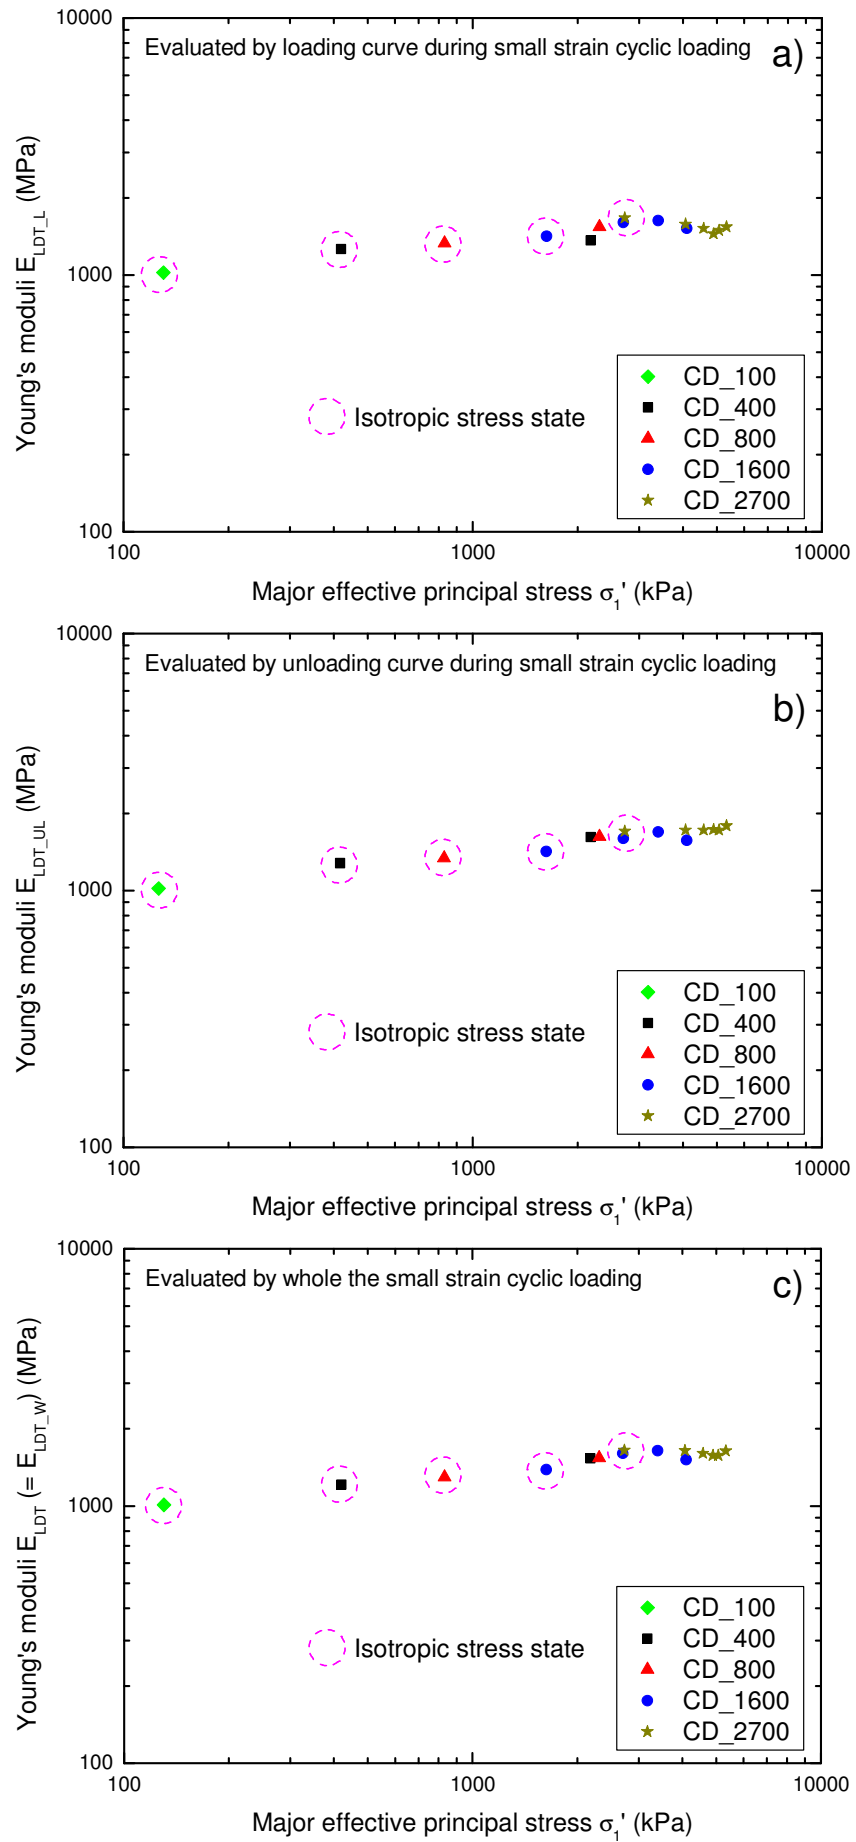 10000
Evaluated by loading curve during small strain cyclic loading
a)
Young's moduli E_LDT_L (MPa)
1000
Isotropic stress state
CD_100
CD_400
CD_800
CD_1600
CD_2700
100
100
1000
10000
Major effective principal stress σ1' (kPa)
10000
Evaluated by unloading curve during small strain cyclic loading
b)
Young's moduli E_LDT_UL (MPa)
1000
Isotropic stress state
CD_100
CD_400
CD_800
CD_1600
CD_2700
100
100
1000
10000
Major effective principal stress σ1' (kPa)
10000
Evaluated by whole the small strain cyclic loading
c)
Young's moduli E_LDT (= E_LDT_W) (MPa)
1000
Isotropic stress state
CD_100
CD_400
CD_800
CD_1600
CD_2700
100
100
1000
10000
Major effective principal stress σ1' (kPa)